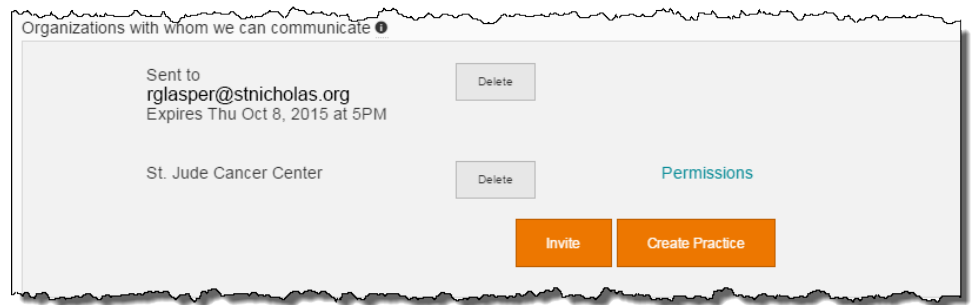 Organizations with whom we can communicate
Sent to
rglasper@stnicholas.org
Expires Thu Oct 8, 2015 at 5PM
Delete
St. Jude Cancer Center
Delete
Permissions
Invite
Create Practice